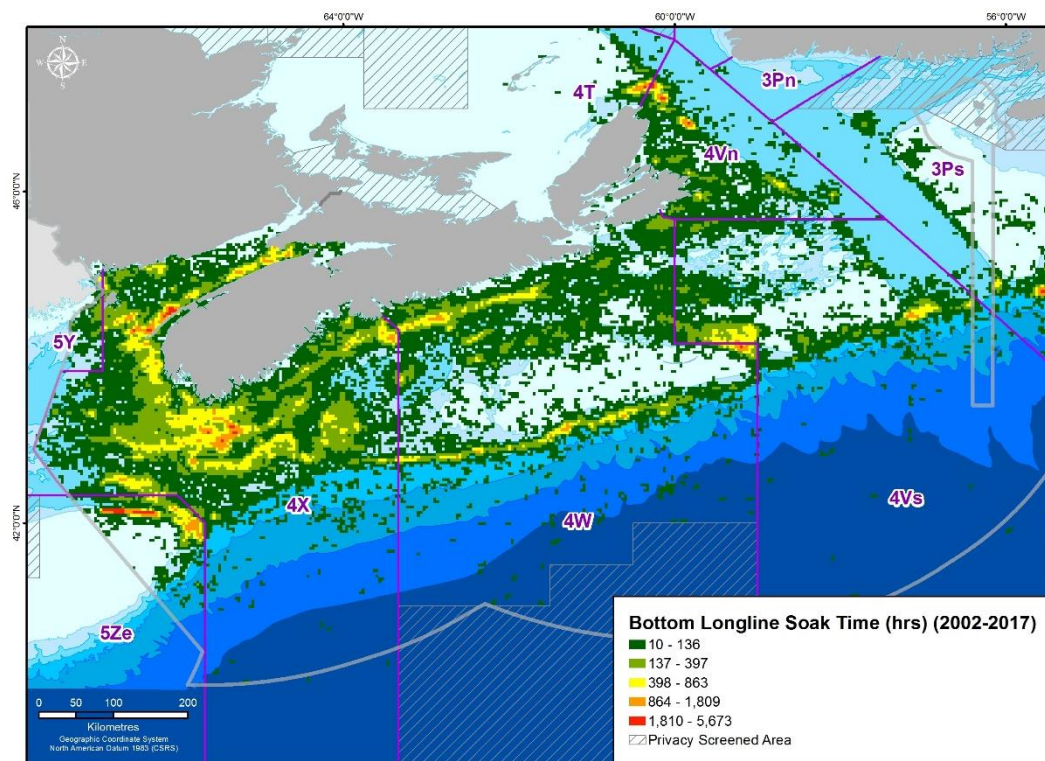 64°0'0"W 60°0'0"W 56°0'0"W
N
W E
S
3Pn
4T
4Vn
3Ps
46°0'0"N
5Y
4X
4W
4Vs
42°0'0"N
5Ze
Bottom Longline Soak Time (hrs) (2002-2017)
10 - 136
137 - 397
398 - 863
864 - 1,809
1,810 - 5,673
Privacy Screened Area
0 50 100 200
Kilometres
Geographic Coordinate System
North American Datum 1983 (CSRS)